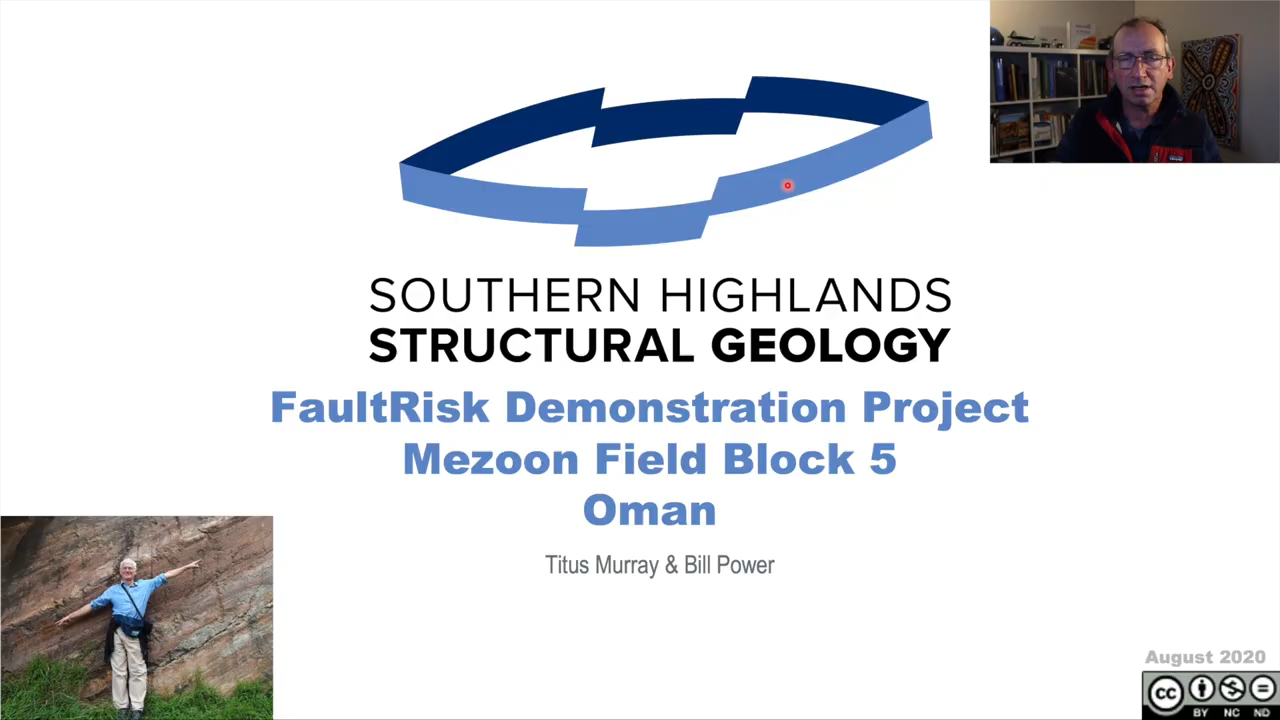 SOUTHERN HIGHLANDS
STRUCTURAL GEOLOGY
FaultRisk Demonstration Project
Mezoon Field Block 5
Oman
Titus Murray & Bill Power
August 2020
cc
BY NC ND